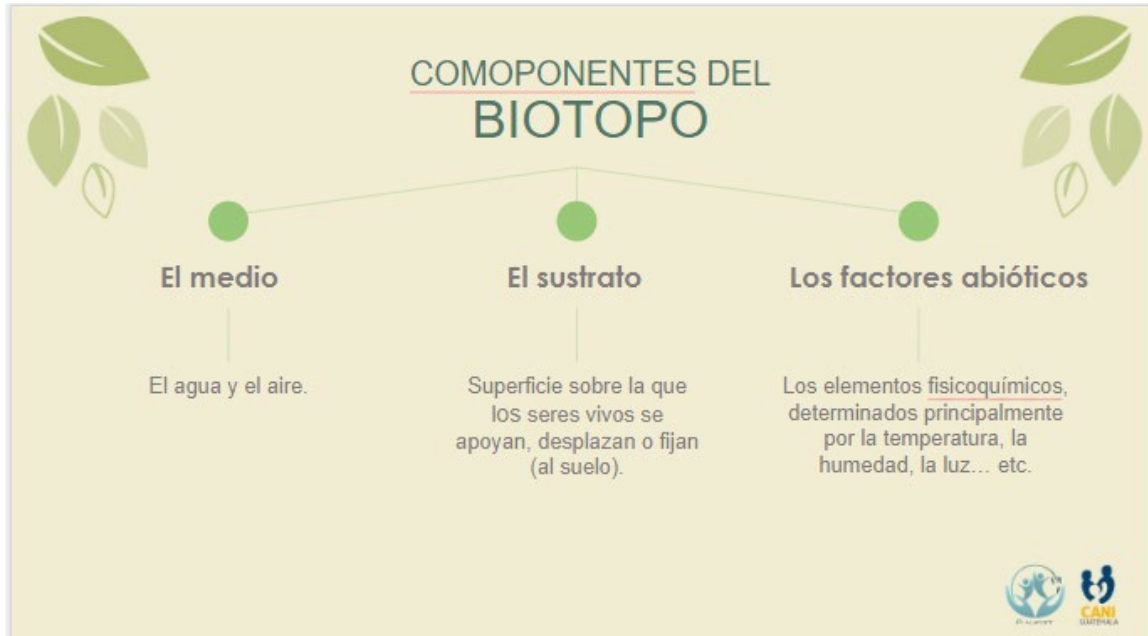 COMOPONENTES DEL
BIOTOPO
El medio
El agua y el aire.
El sustrato
Superficie sobre la que
los seres vivos se
apoyan, desplazan o fijan
(al suelo).
Los factores abióticos
Los elementos fisicoquímicos,
determinados principalmente
por la temperatura, la
humedad, la luz... etc.
CANI
GUATEMALA